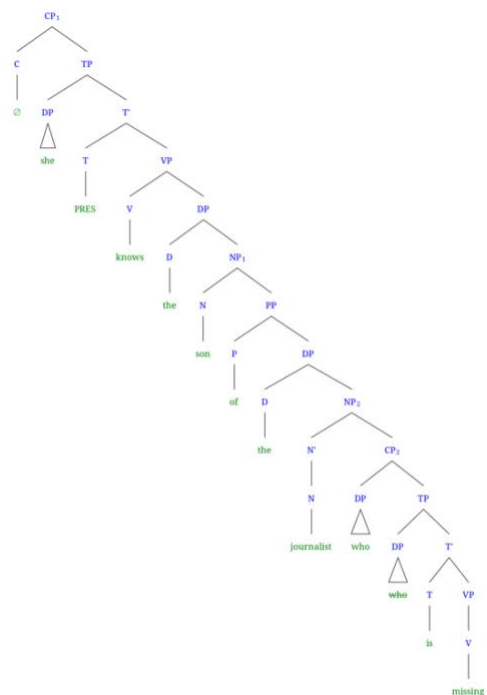 CP₁
C TP
∅ DP T'
she T VP
PRES V DP
knows D NP₁
the N PP
son P DP
of D NP₂
the N' CP₂
N DP TP
journalist who DP T'
who T VP
is V
missing